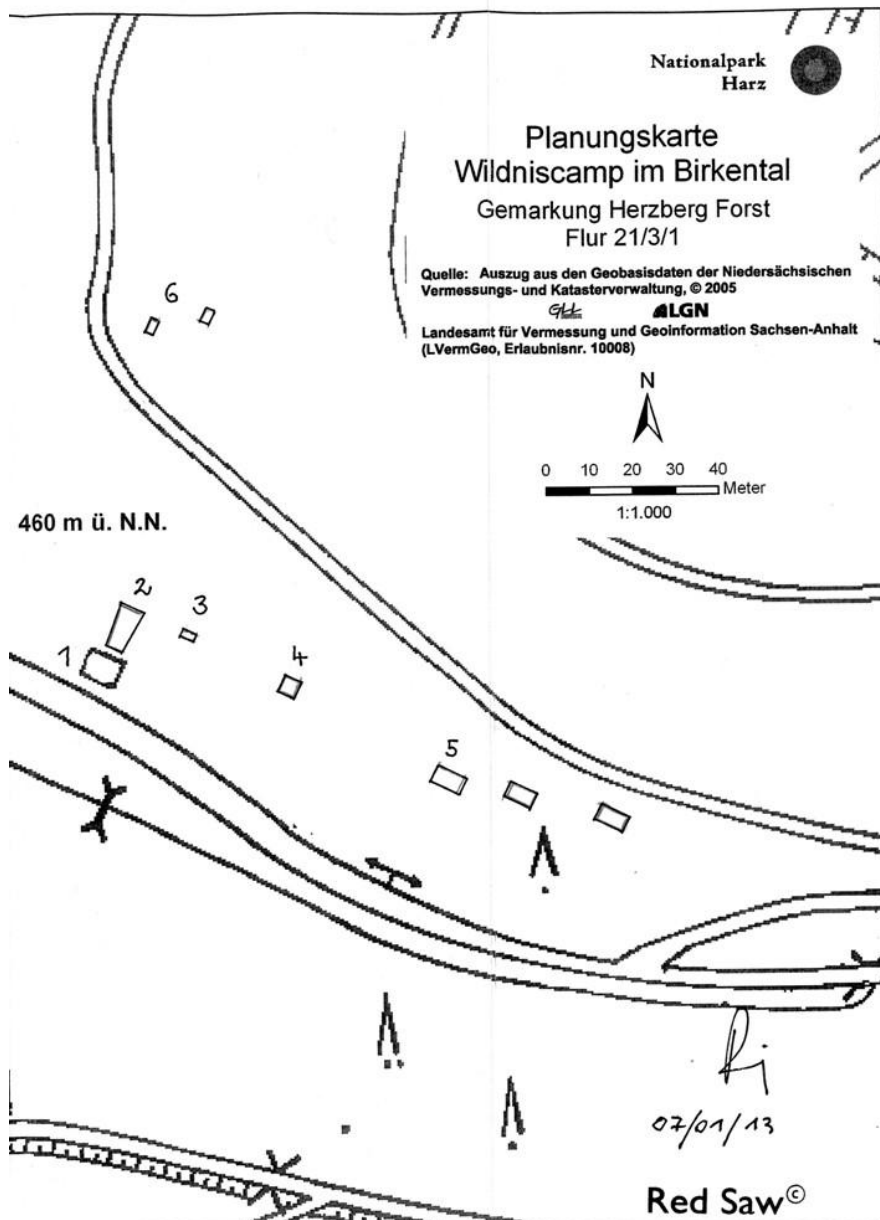 Nationalpark
Harz
Planungskarte
Wildniscamp im Birkental
Gemarkung Herzberg Forst
Flur 21/3/1
Quelle: Auszug aus den Geobasisdaten der Niedersächsischen
Vermessungs- und Katasterverwaltung, © 2005
GLL LGN
Landesamt für Vermessung und Geoinformation Sachsen-Anhalt
(LVermGeo, Erlaubnisnr. 10008)
6
N
0 10 20 30 40
Meter
1:1.000
460 m ü. N.N.
2
3
1
4
5
07/01/13
Red Saw©